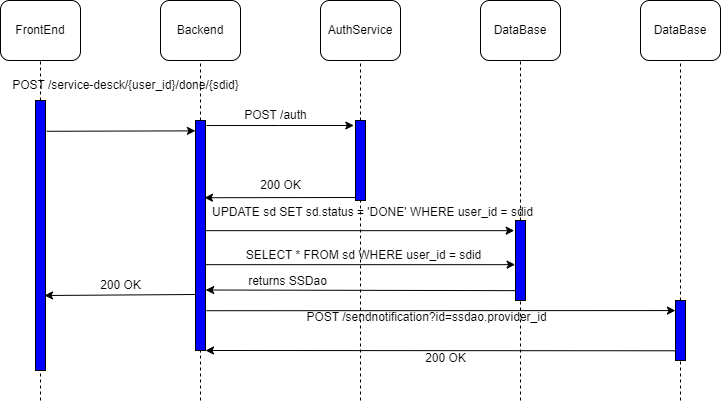 FrontEnd
Backend
AuthService
DataBase
DataBase
POST /service-desck/{user_id}/done/{sdid}
POST /auth
200 OK
UPDATE sd SET sd.status = 'DONE' WHERE user_id = sdid
SELECT * FROM sd WHERE user_id = sdid
returns SSDao
200 OK
POST /sendnotification?id=ssdao.provider_id
200 OK